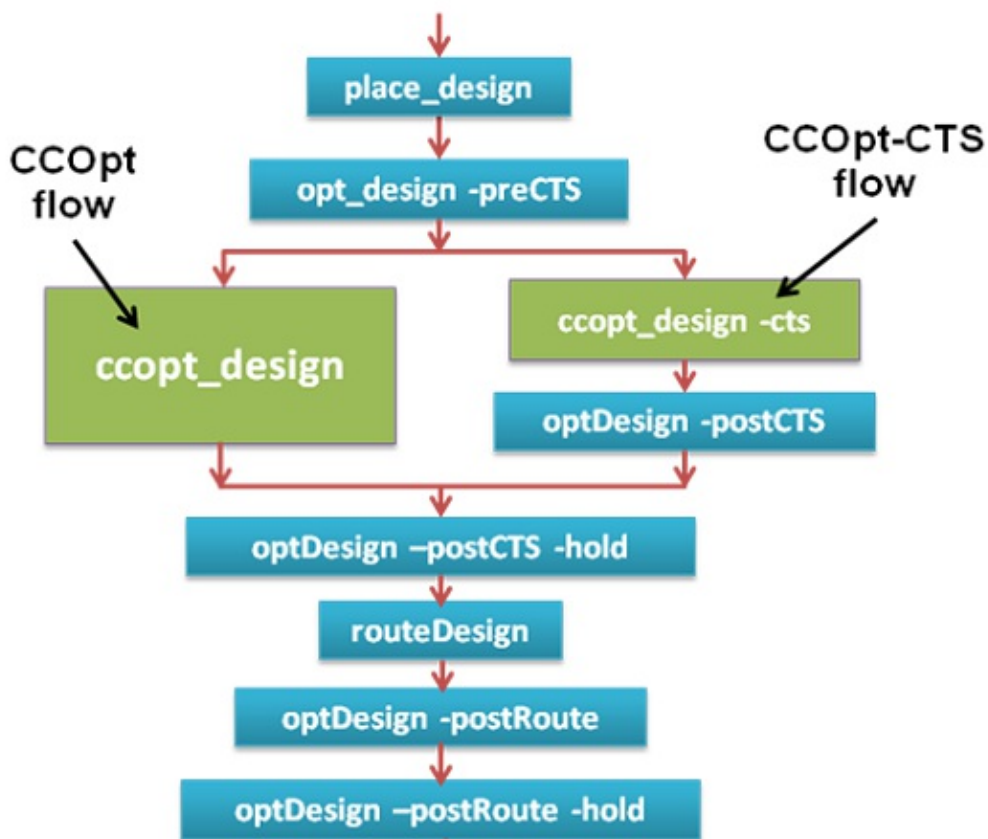 place_design
CCOpt
flow
CCOpt-CTS
flow
opt_design -preCTS
ccopt_design
ccopt_design -cts
optDesign -postCTS
optDesign –postCTS -hold
routeDesign
optDesign -postRoute
optDesign –postRoute -hold